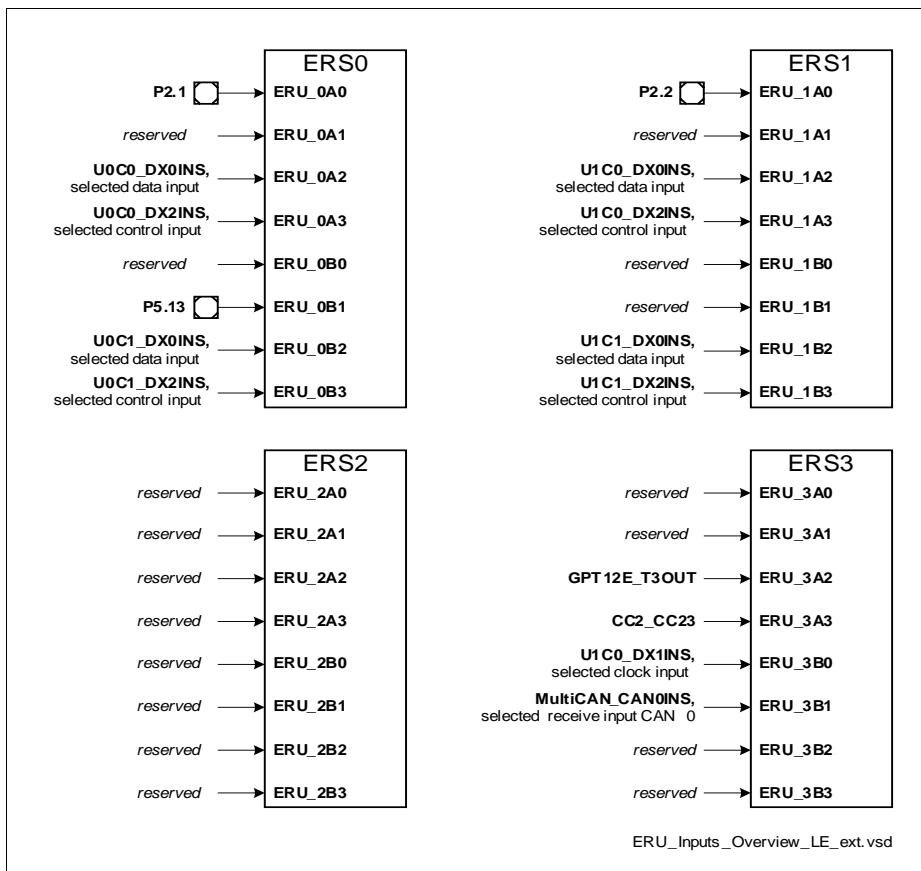 ERS0
P2.1 ERU_0A0
reserved ERU_0A1
U0C0_DX0INS,
selected data input
ERU_0A2
U0C0_DX2INS,
selected control input
ERU_0A3
reserved ERU_0B0
P5.13 ERU_0B1
U0C1_DX0INS,
selected data input
ERU_0B2
U0C1_DX2INS,
selected control input
ERU_0B3
ERS1
P2.2 ERU_1A0
reserved ERU_1A1
U1C0_DX0INS,
selected data input
ERU_1A2
U1C0_DX2INS,
selected control input
ERU_1A3
reserved ERU_1B0
reserved ERU_1B1
U1C1_DX0INS,
selected data input
ERU_1B2
U1C1_DX2INS,
selected control input
ERU_1B3
ERS2
reserved ERU_2A0
reserved ERU_2A1
reserved ERU_2A2
reserved ERU_2A3
reserved ERU_2B0
reserved ERU_2B1
reserved ERU_2B2
reserved ERU_2B3
ERS3
reserved ERU_3A0
reserved ERU_3A1
GPT12E_T3OUT ERU_3A2
CC2_CC23 ERU_3A3
U1C0_DX1INS,
selected clock input
ERU_3B0
MultiCAN_CAN0INS,
selected receive input CAN 0
ERU_3B1
reserved ERU_3B2
reserved ERU_3B3
ERU_Inputs_Overview_LE_ext.vsd